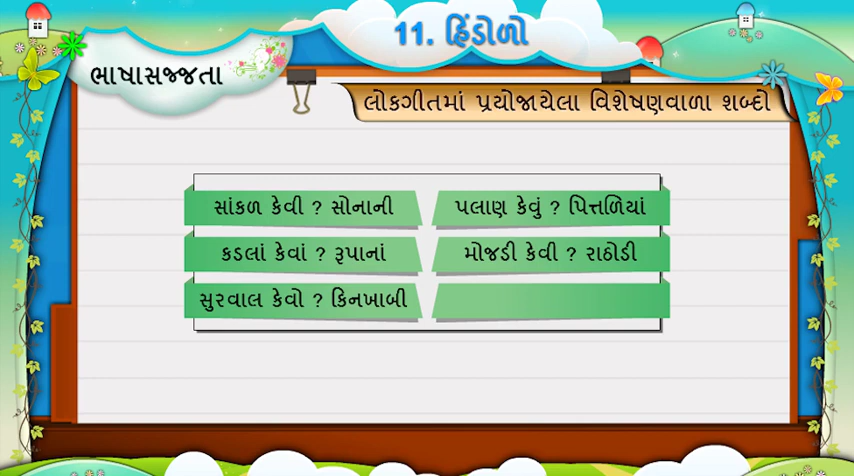 11. હિંડોળો
ભાષાસજ્જતા
લોકગીતમાં પ્રયોજાયેલા વિશેષણવાળા શબ્દો
સાંકળ કેવી ? સોનાની
પલાણ કેવું ? પિત્તળિયાં
કડલાં કેવાં ? રૂપાનાં
મોજડી કેવી ? રાઠોડી
સુરવાલ કેવો ? કિનખાબી